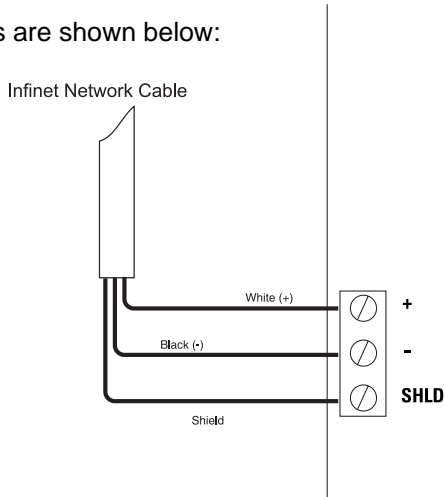 s are shown below:
Infinet Network Cable
White (+)
+
Black (-)
-
SHLD
Shield